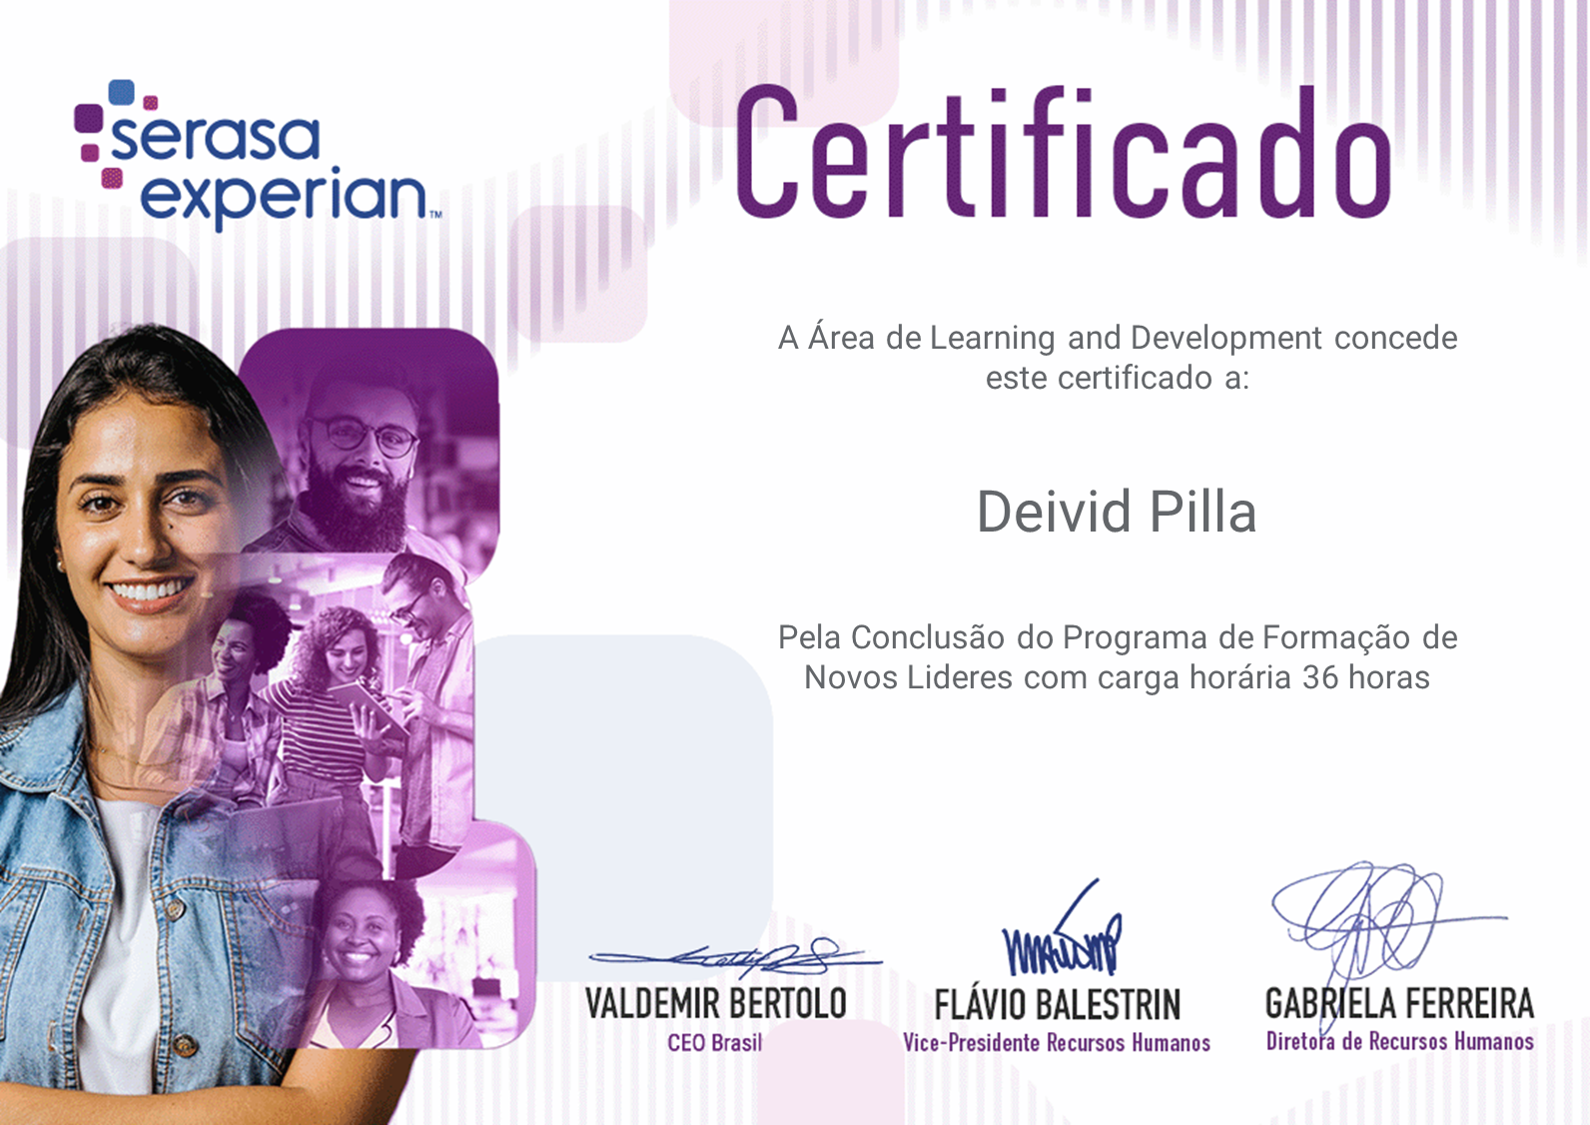 serasa
experian™
Certificado
A Área de Learning and Development concede
este certificado a:
Deivid Pilla
Pela Conclusão do Programa de Formação de
Novos Lideres com carga horária 36 horas
VALDEMIR BERTOLO
CEO Brasil
FLÁVIO BALESTRIN
Vice-Presidente Recursos Humanos
GABRIELA FERREIRA
Diretora de Recursos Humanos